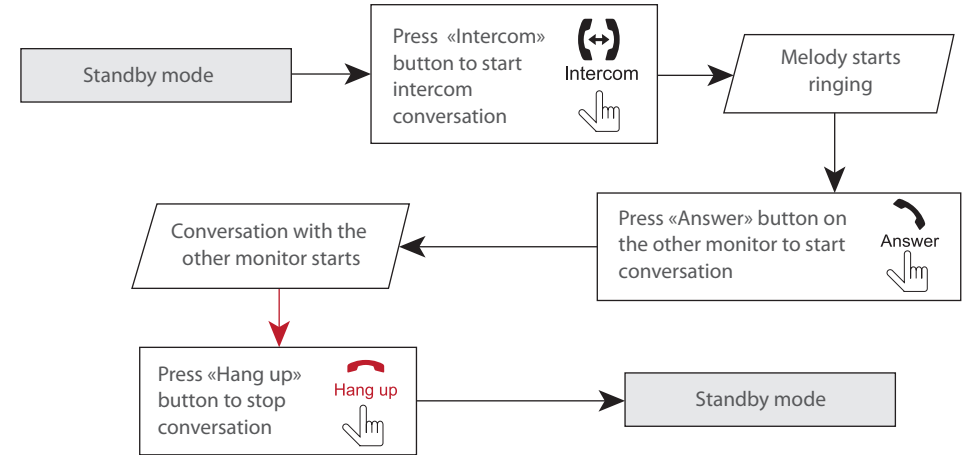 Standby mode
Press «Intercom»
button to start
intercom
conversation
Intercom
Melody starts
ringing
Press «Answer» button on
the other monitor to start
conversation
Answer
Conversation with the
other monitor starts
Press «Hang up»
button to stop
conversation
Hang up
Standby mode